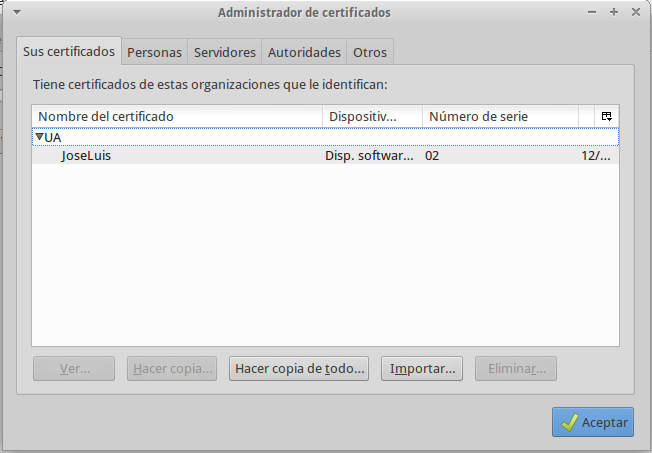 Administrador de certificados
Sus certificados Personas Servidores Autoridades Otros
Tiene certificados de estas organizaciones que le identifican:
Nombre del certificado Dispositiv... Número de serie
UA
JoseLuis Disp. softwar... 02 12/...
Ver... Hacer copia... Hacer copia de todo... Importar... Eliminar...
Aceptar